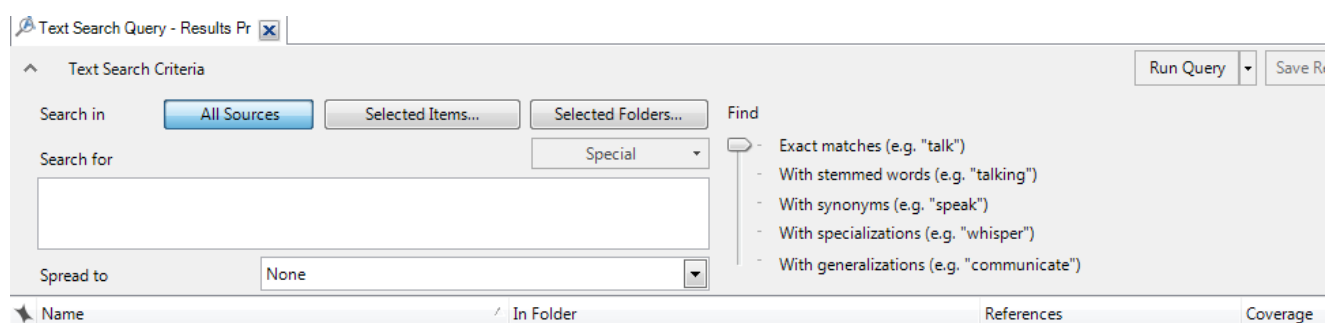 Text Search Query - Results Pr
Text Search Criteria
Run Query
Save Re
Search in
All Sources
Selected Items...
Selected Folders...
Find
Search for
Special
Exact matches (e.g. "talk")
With stemmed words (e.g. "talking")
With synonyms (e.g. "speak")
With specializations (e.g. "whisper")
With generalizations (e.g. "communicate")
Spread to
None
Name
In Folder
References
Coverage